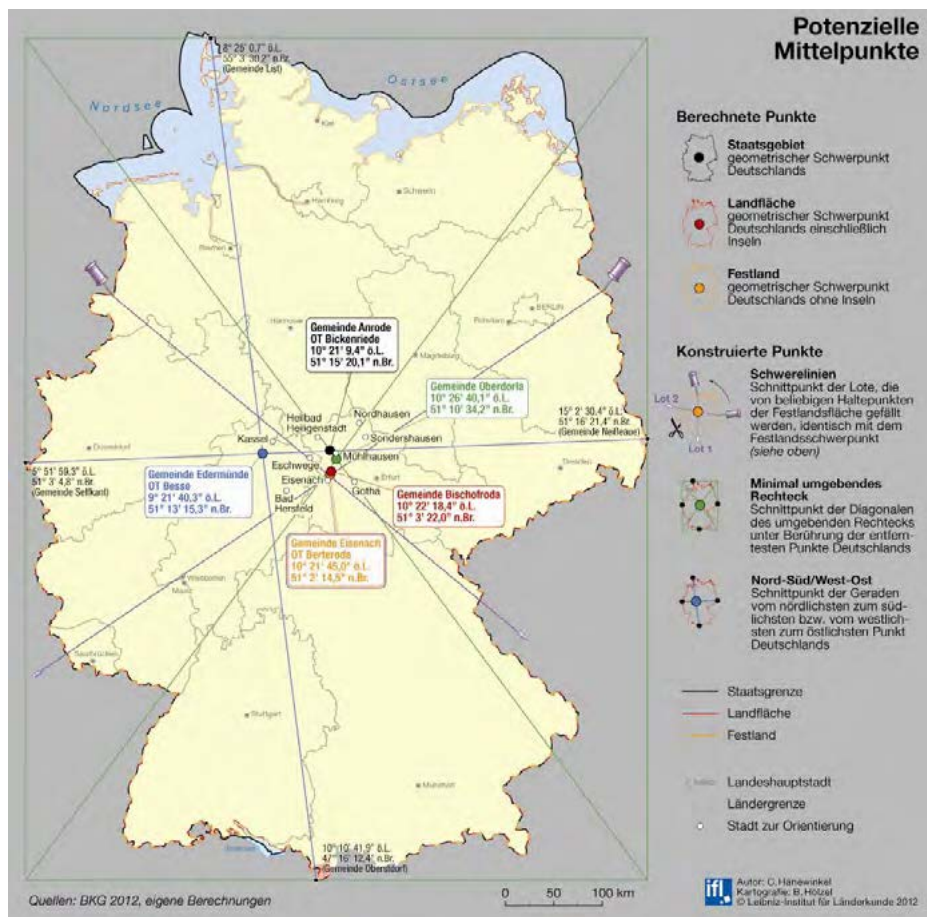 Potenzielle
Mittelpunkte
8° 25' 0,7" ö.L.
55° 3' 30,2" n.Br.
(Gemeinde List)
Nordsee
Ostsee
Kiel
Schwerin
Hamburg
Bremen
BERLIN
Potsdam
Hannover
Magdeburg
Gemeinde Anrode
OT Bickenriede
10° 21' 9,4" ö.L.
51° 15' 20,1" n.Br.
Gemeinde Oberdorla
10° 26' 40,1" ö.L.
51° 10' 34,2" n.Br.
15° 2' 30,4" ö.L.
51° 16' 21,4" n.Br.
(Gemeinde Neißeaue)
Nordhausen
Heilbad
Heiligenstadt
Kassel
Sondershausen
Düsseldorf
Mühlhausen
Eschwege
Dresden
5° 51' 59,3" ö.L.
51° 3' 4,8" n.Br.
(Gemeinde Selfkant)
Gemeinde Edermünde
OT Besse
9° 21' 40,3" ö.L.
51° 13' 15,3" n.Br.
Eisenach
Erfurt
Gotha
Bad
Hersfeld
Gemeinde Bischofroda
10° 22' 18,4" ö.L.
51° 3' 22,0" n.Br.
Gemeinde Eisenach
OT Berteroda
10° 21' 45,0" ö.L.
51° 2' 14,5" n.Br.
Wiesbaden
Mainz
Saarbrücken
Stuttgart
München
Bodensee
10° 10' 41,9" ö.L.
47° 16' 12,4" n.Br.
(Gemeinde Oberstdorf)
Quellen: BKG 2012, eigene Berechnungen
0 50 100 km
Berechnete Punkte
Staatsgebiet
geometrischer Schwerpunkt
Deutschlands
Landfläche
geometrischer Schwerpunkt
Deutschlands einschließlich
Inseln
Festland
geometrischer Schwerpunkt
Deutschlands ohne Inseln
Konstruierte Punkte
Lot 2
Lot 1
Schwerelinien
Schnittpunkt der Lote, die
von beliebigen Haltepunkten
der Festlandsfläche gefällt
werden, identisch mit dem
Festlandsschwerpunkt
(siehe oben)
Minimal umgebendes
Rechteck
Schnittpunkt der Diagonalen
des umgebenden Rechtecks
unter Berührung der entfern-
testen Punkte Deutschlands
Nord-Süd/West-Ost
Schnittpunkt der Geraden
vom nördlichsten zum süd-
lichsten bzw. vom westlich-
sten zum östlichsten Punkt
Deutschlands
Staatsgrenze
Landfläche
Festland
Landeshauptstadt
Ländergrenze
Stadt zur Orientierung
ifl
Autor: C. Hanewinkel
Kartografie: B. Hölzel
© Leibniz-Institut für Länderkunde 2012